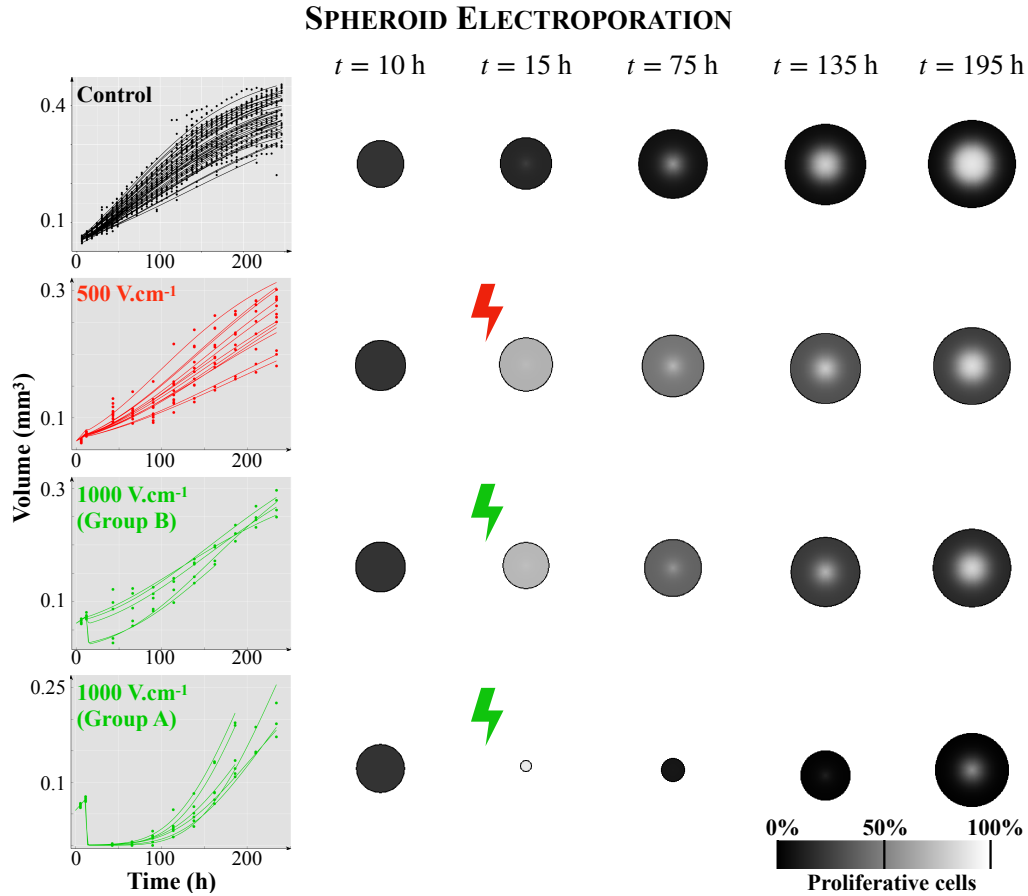 SPHEROID ELECTROPORATION
t = 10 h t = 15 h t = 75 h t = 135 h t = 195 h
Control
0.4
0.1
100 200
500 V.cm⁻¹
0.3
0.1
0 100 200
Volume (mm³)
1000 V.cm⁻¹
(Group B)
0.3
0.1
0 100 200
1000 V.cm⁻¹
(Group A)
0.25
0.1
0 100 200
Time (h)
0% 50% 100%
Proliferative cells